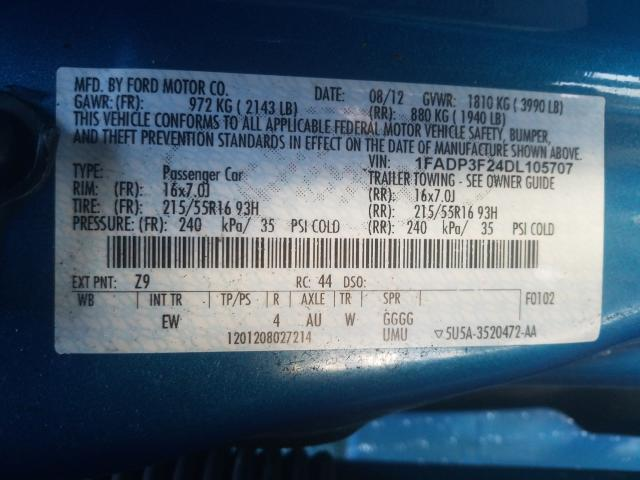 MFD. BY FORD MOTOR CO. DATE: 08/12 GVWR: 1810 KG ( 3990 LB)
GAWR: (FR): 972 KG ( 2143 LB) (RR): 880 KG ( 1940 LB)
THIS VEHICLE CONFORMS TO ALL APPLICABLE FEDERAL MOTOR VEHICLE SAFETY, BUMPER,
AND THEFT PREVENTION STANDARDS IN EFFECT ON THE DATE OF MANUFACTURE SHOWN ABOVE.
VIN: 1FADP3F24DL105707
TYPE: Passenger Car TRAILER TOWING - SEE OWNER GUIDE
RIM: (FR): 16x7.0J (RR): 16x7.0J
TIRE: (FR): 215/55R16 93H (RR): 215/55R16 93H
PRESSURE: (FR): 240 kPa/ 35 PSI COLD (RR): 240 kPa/ 35 PSI COLD
EXT PNT: Z9 RC: 44 DSO:
WB INT TR TP/PS R AXLE TR SPR F0102
EW 4 AU W GGGG
1201208027214 UMU ▽5U5A-3520472-AA